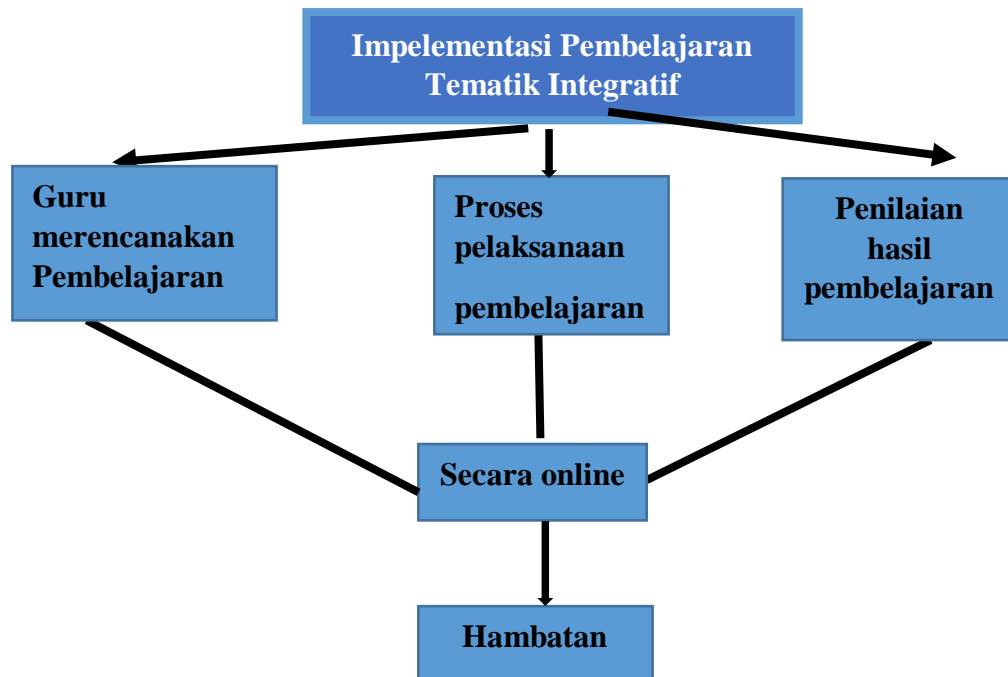 Impelementasi Pembelajaran
Tematik Integratif
Guru
merencanakan
Pembelajaran
Proses
pelaksanaan
pembelajaran
Penilaian
hasil
pembelajaran
Secara online
Hambatan